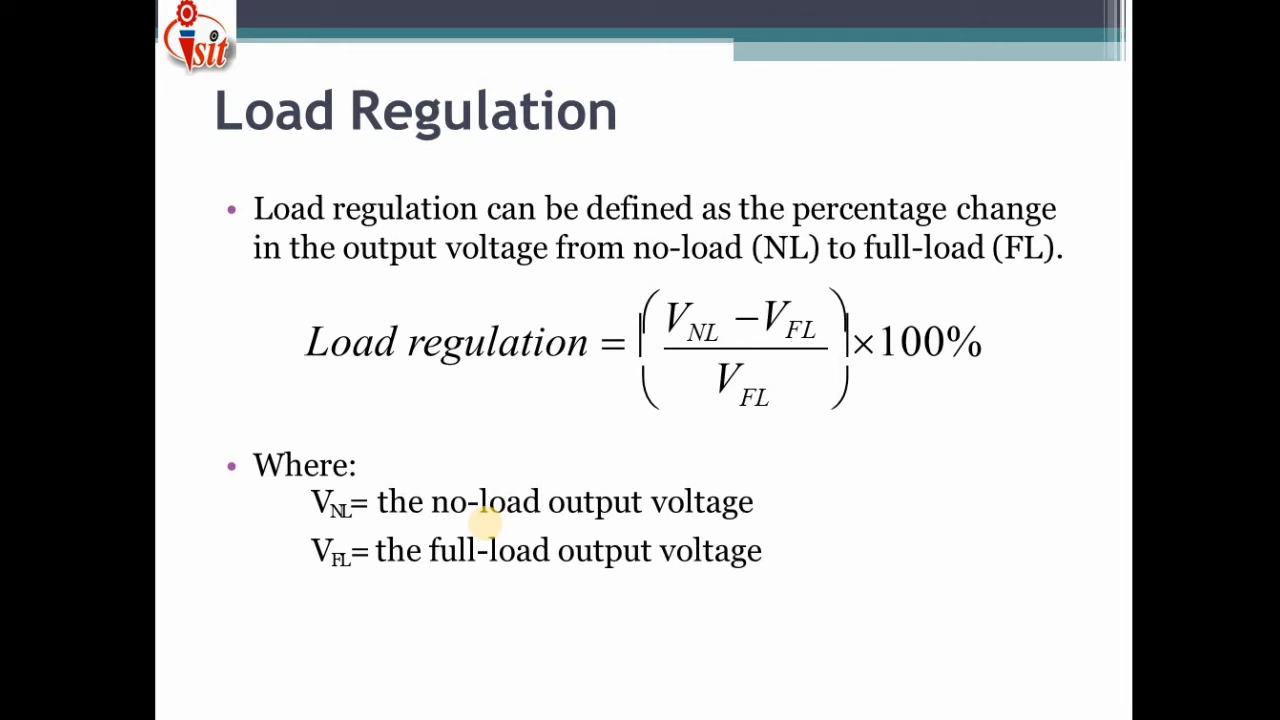 isit
Load Regulation
• Load regulation can be defined as the percentage change
in the output voltage from no-load (NL) to full-load (FL).
Load regulation = ( (V_NL − V_FL) / V_FL ) ×100%
• Where:
V_NL= the no-load output voltage
V_FL= the full-load output voltage